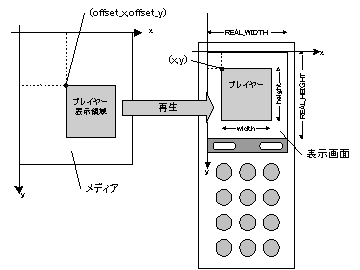 (offset_x,offset_y)
x
プレイヤー
表示領域
y
メディア
再生
REAL_WIDTH
x
(x,y)
プレイヤー
height
width
REAL_HEIGHT
表示画面
y